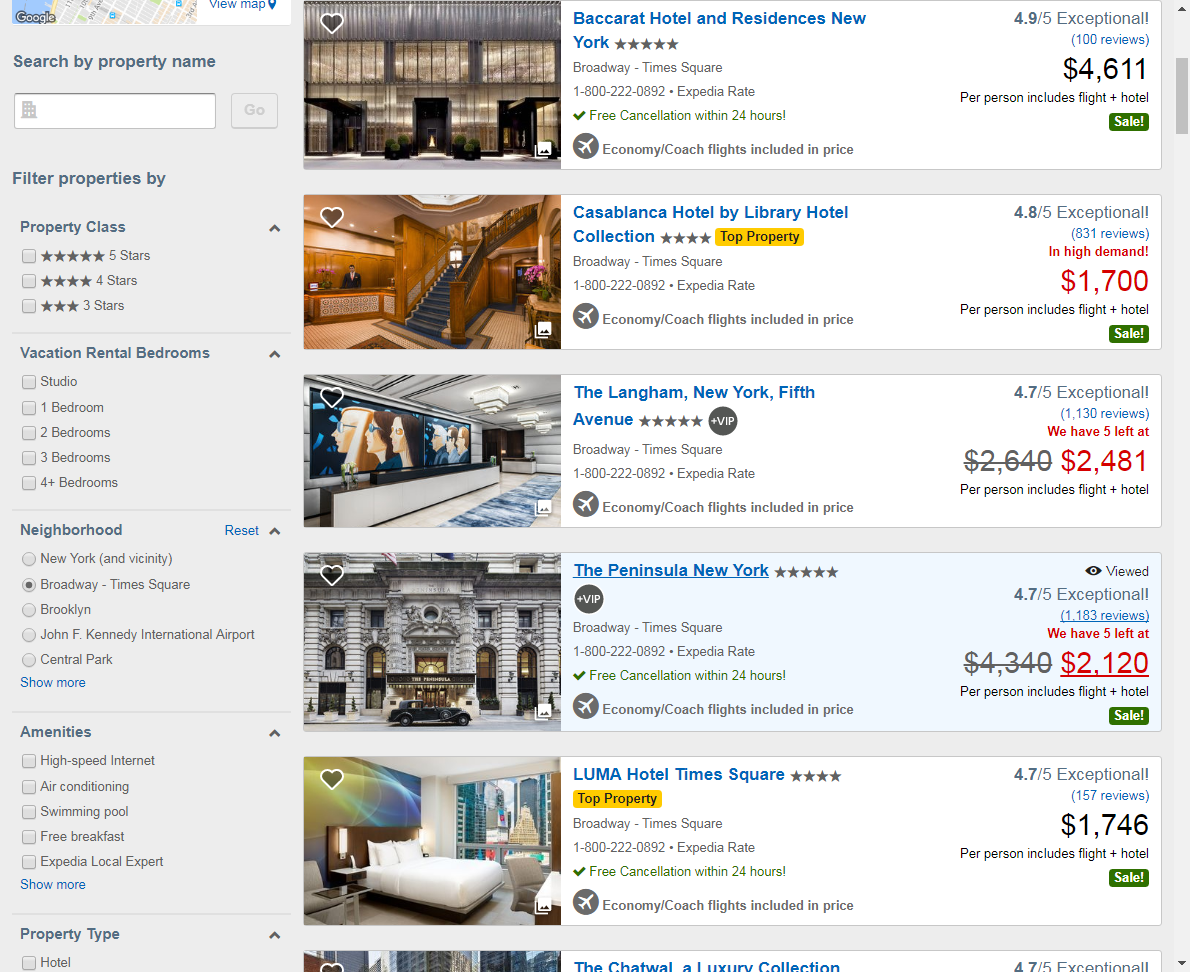 Google
View map
Search by property name
Go
Filter properties by
Property Class
5 Stars
4 Stars
3 Stars
Vacation Rental Bedrooms
Studio
1 Bedroom
2 Bedrooms
3 Bedrooms
4+ Bedrooms
Neighborhood Reset
New York (and vicinity)
Broadway - Times Square
Brooklyn
John F. Kennedy International Airport
Central Park
Show more
Amenities
High-speed Internet
Air conditioning
Swimming pool
Free breakfast
Expedia Local Expert
Show more
Property Type
Hotel
Baccarat Hotel and Residences New
York ★★★★★
Broadway - Times Square
1-800-222-0892 • Expedia Rate
Free Cancellation within 24 hours!
Economy/Coach flights included in price
4.9/5 Exceptional!
(100 reviews)
$4,611
Per person includes flight + hotel
Sale!
Casablanca Hotel by Library Hotel
Collection ★★★★ Top Property
Broadway - Times Square
1-800-222-0892 • Expedia Rate
Economy/Coach flights included in price
4.8/5 Exceptional!
(831 reviews)
In high demand!
$1,700
Per person includes flight + hotel
Sale!
The Langham, New York, Fifth
Avenue ★★★★★ +VIP
Broadway - Times Square
1-800-222-0892 • Expedia Rate
Economy/Coach flights included in price
4.7/5 Exceptional!
(1,130 reviews)
We have 5 left at
$2,640 $2,481
Per person includes flight + hotel
THE PENINSULA
The Peninsula New York ★★★★★
+VIP
Broadway - Times Square
1-800-222-0892 • Expedia Rate
Free Cancellation within 24 hours!
Economy/Coach flights included in price
Viewed
4.7/5 Exceptional!
(1,183 reviews)
We have 5 left at
$4,340 $2,120
Per person includes flight + hotel
Sale!
LUMA Hotel Times Square ★★★★
Top Property
Broadway - Times Square
1-800-222-0892 • Expedia Rate
Free Cancellation within 24 hours!
Economy/Coach flights included in price
4.7/5 Exceptional!
(157 reviews)
$1,746
Per person includes flight + hotel
Sale!
The Chatwal, a Luxury Collection
4.7/5 Exceptional!